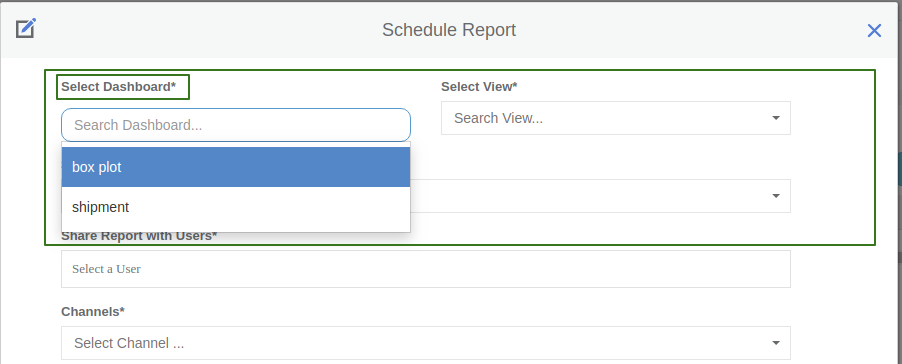 Schedule Report
Select Dashboard*
Select View*
Search Dashboard...
Search View...
box plot
shipment
Share Report with Users*
Select a User
Channels*
Select Channel ...